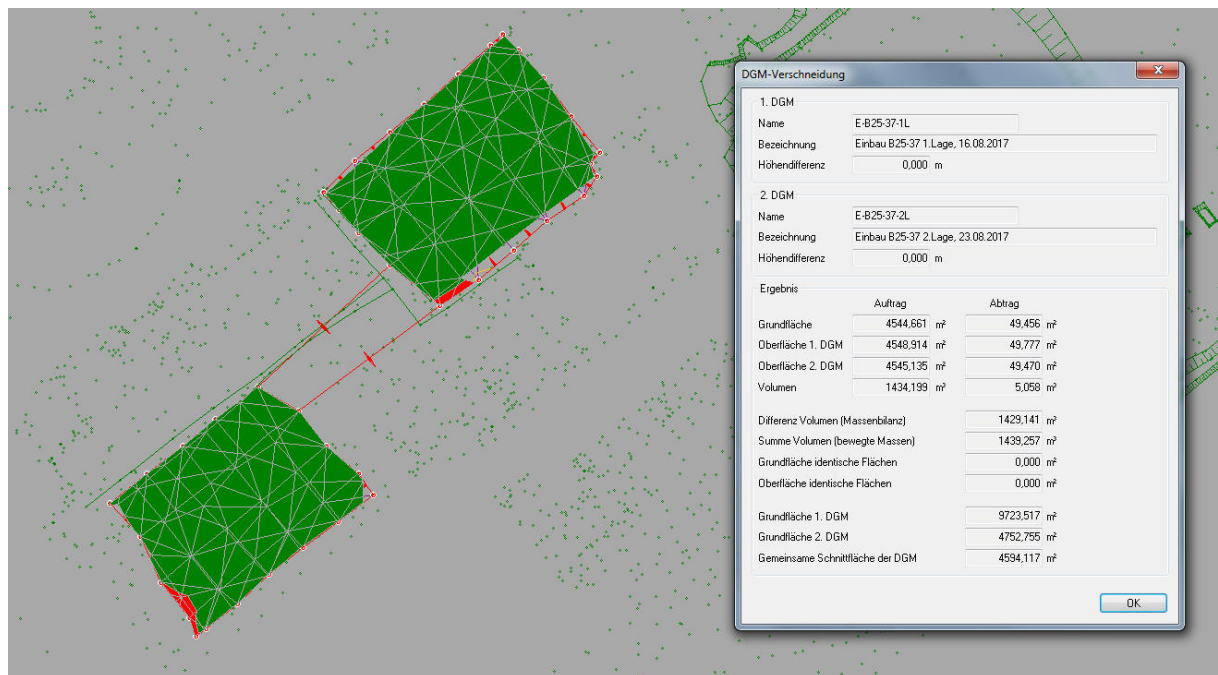 DGM-Verschneidung
1. DGM
Name E-B25-37-1L
Bezeichnung Einbau B25-37 1.Lage, 16.08.2017
Höhendifferenz 0,000 m
2. DGM
Name E-B25-37-2L
Bezeichnung Einbau B25-37 2.Lage, 23.08.2017
Höhendifferenz 0,000 m
Ergebnis
Auftrag Abtrag
Grundfläche 4544,661 m² 49,456 m²
Oberfläche 1. DGM 4548,914 m² 49,777 m²
Oberfläche 2. DGM 4545,135 m² 49,470 m²
Volumen 1434,199 m³ 5,058 m³
Differenz Volumen (Massenbilanz) 1429,141 m³
Summe Volumen (bewegte Massen) 1439,257 m³
Grundfläche identische Flächen 0,000 m²
Oberfläche identische Flächen 0,000 m²
Grundfläche 1. DGM 9723,517 m²
Grundfläche 2. DGM 4752,755 m²
Gemeinsame Schnittfläche der DGM 4594,117 m²
OK